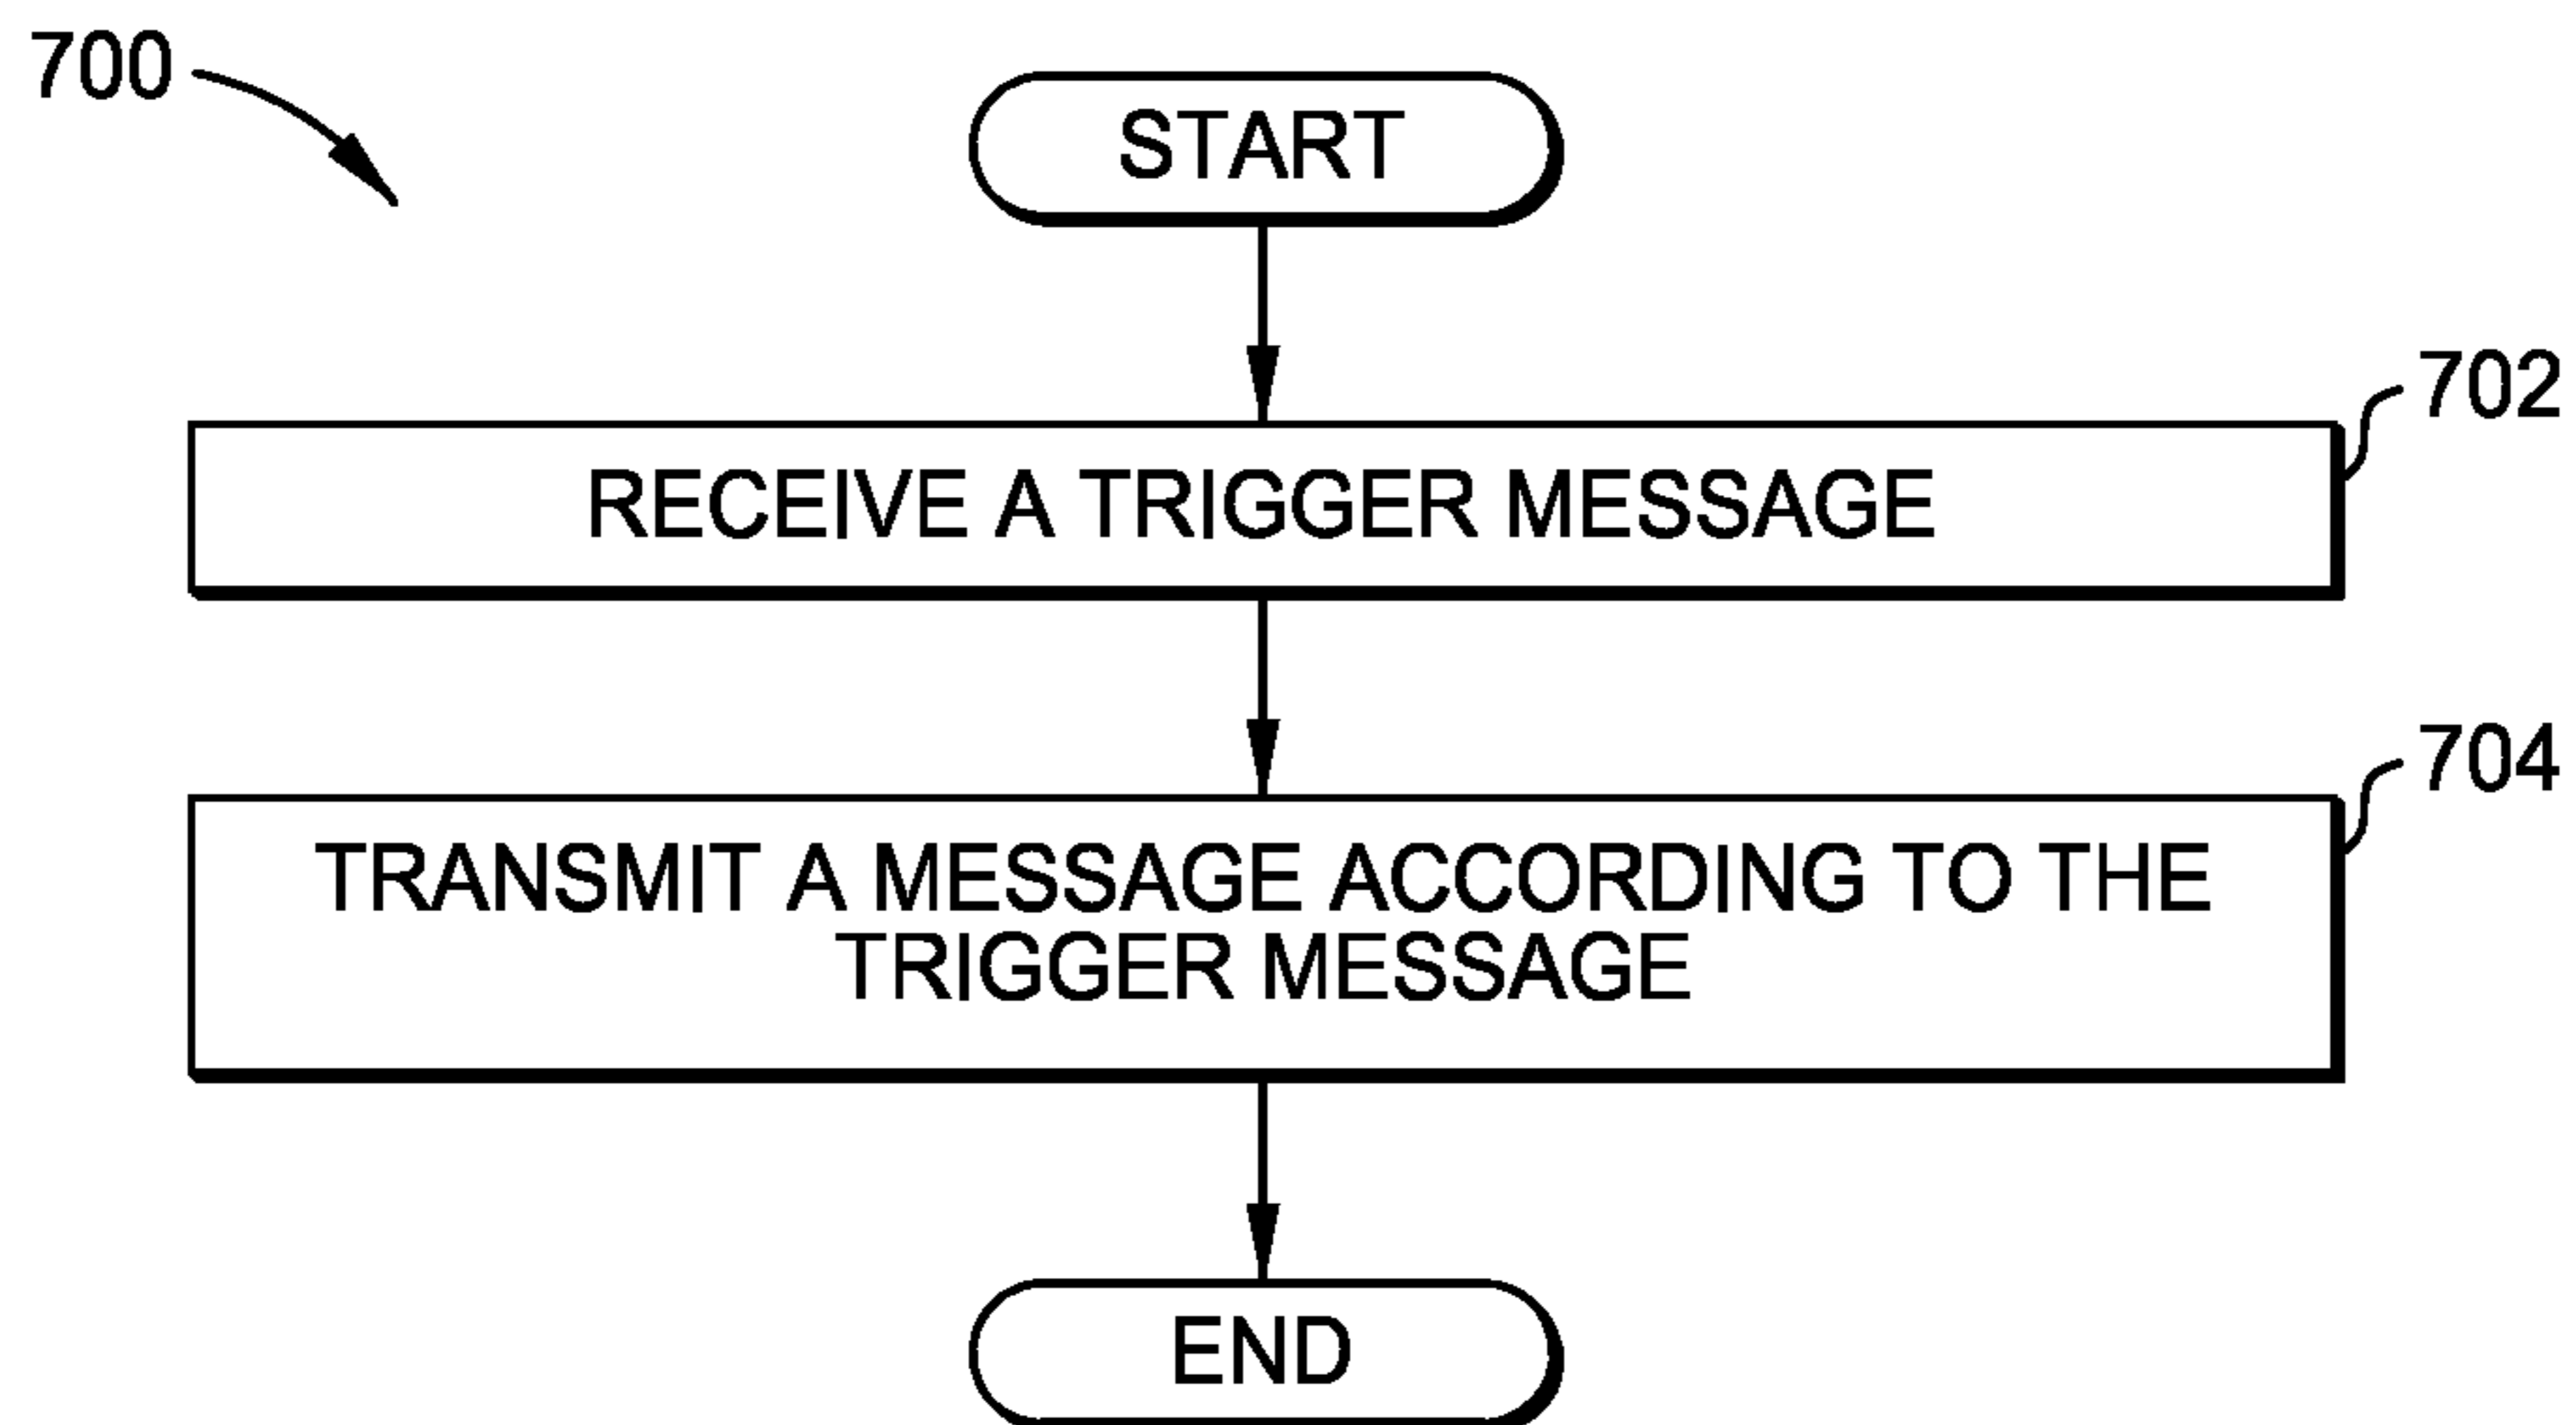 700
START
702
RECEIVE A TRIGGER MESSAGE
704
TRANSMIT A MESSAGE ACCORDING TO THE
TRIGGER MESSAGE
END